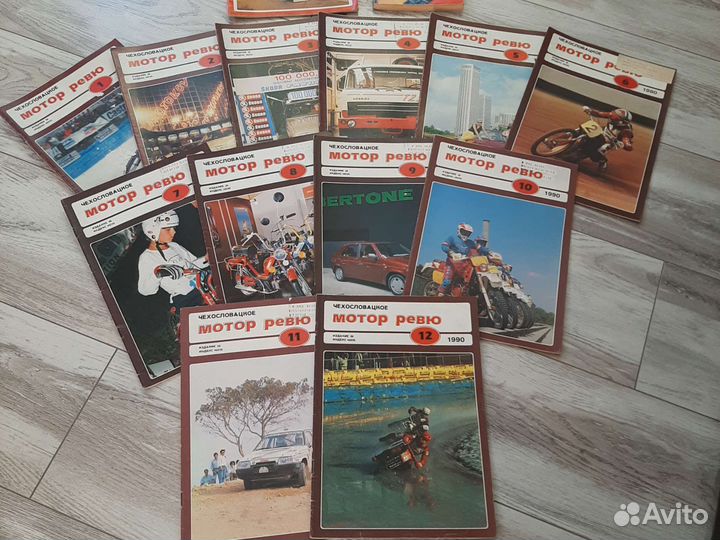 ЧЕХОСЛОВАЦКОЕ
МОТОР РЕВЮ
1
ЧЕХОСЛОВАЦКОЕ
МОТОР РЕВЮ
2
ЧЕХОСЛОВАЦКОЕ
МОТОР РЕВЮ
3
100 000
ЧЕХОСЛОВАЦКОЕ
МОТОР РЕВЮ
4
ЧЕХОСЛОВАЦКОЕ
МОТОР РЕВЮ
5
ЧЕХОСЛОВАЦКОЕ
МОТОР РЕВЮ
6
1990
ЧЕХОСЛОВАЦКОЕ
МОТОР РЕВЮ
7
ЧЕХОСЛОВАЦКОЕ
МОТОР РЕВЮ
8
ЧЕХОСЛОВАЦКОЕ
МОТОР РЕВЮ
9
BERTONE
ЧЕХОСЛОВАЦКОЕ
МОТОР РЕВЮ
10
1990
ЧЕХОСЛОВАЦКОЕ
МОТОР РЕВЮ
11
ЧЕХОСЛОВАЦКОЕ
МОТОР РЕВЮ
12
1990
Avito